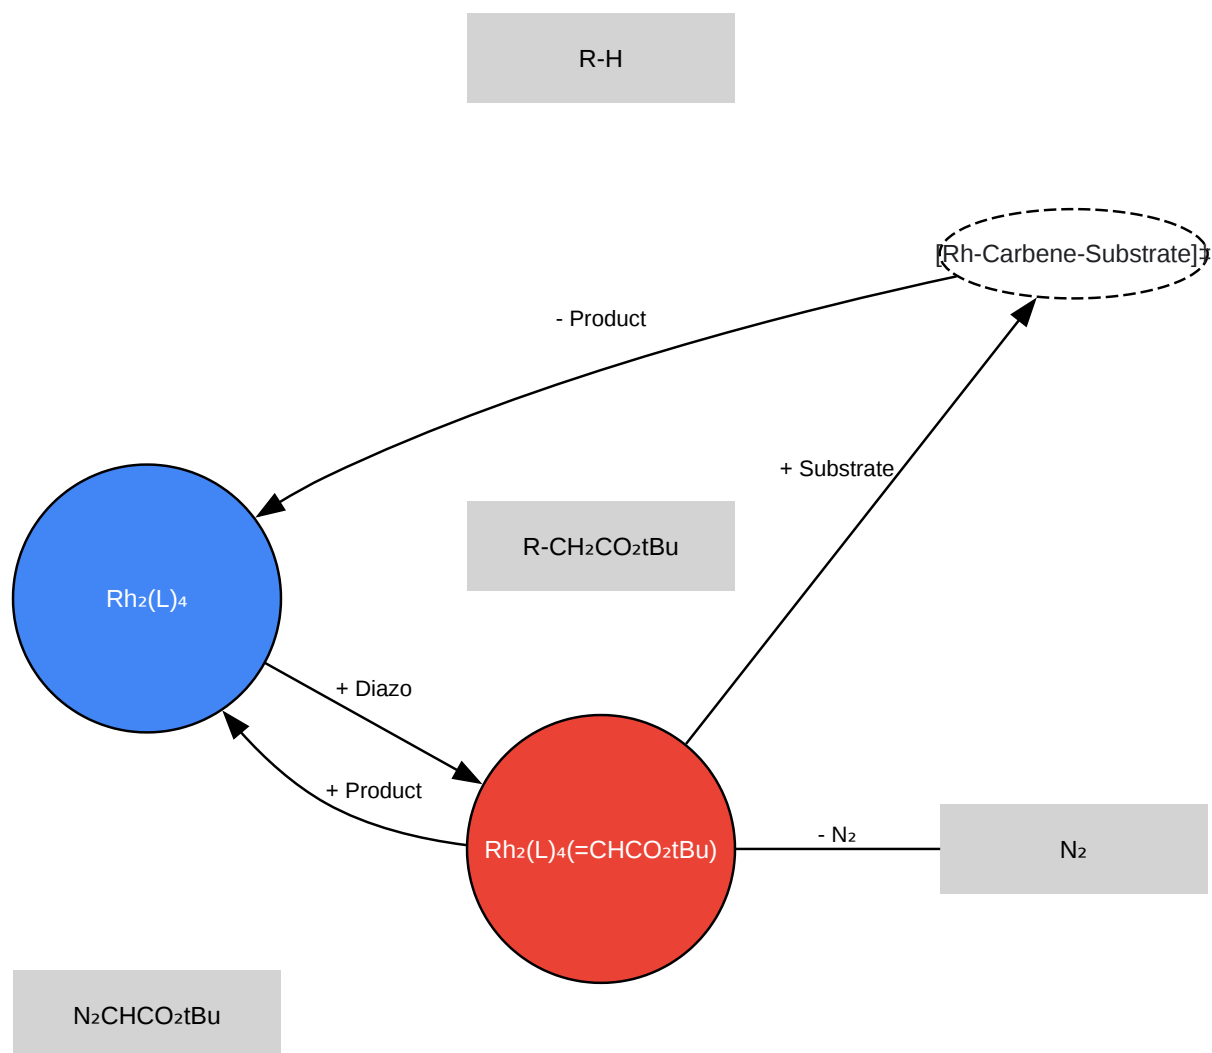 R-H
[Rh-Carbene-Substrate]‡
- Product
+ Substrate
R-CH₂CO₂tBu
Rh₂(L)₄
+ Diazo
+ Product
- N₂
Rh₂(L)₄(=CHCO₂tBu)
N₂
N₂CHCO₂tBu